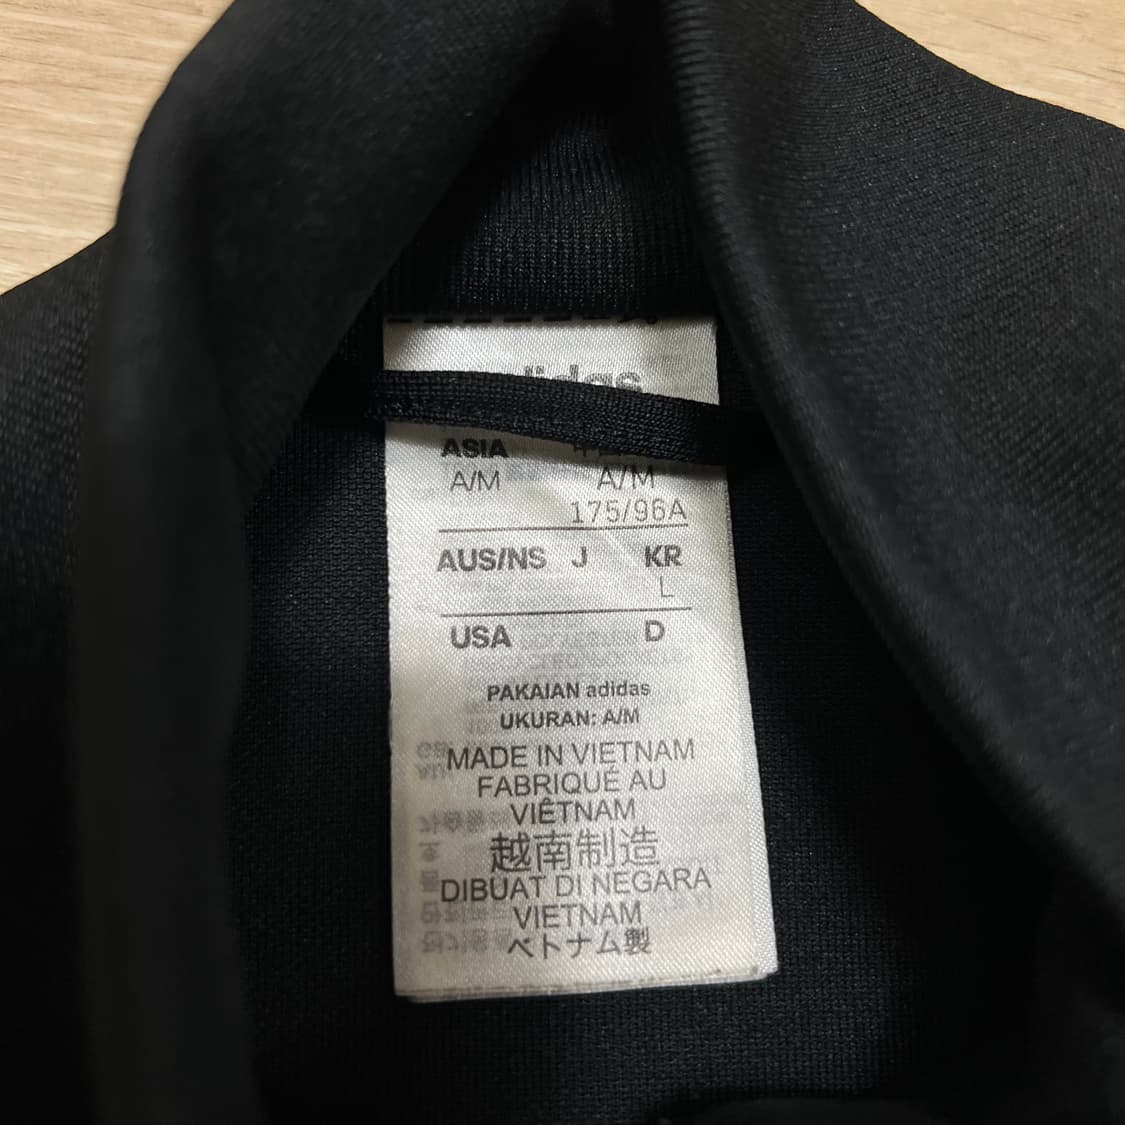 adidas
ASIA
A/M A/M
175/96A
AUS/NS J KR
L
USA D
PAKAIAN adidas
UKURAN: A/M
MADE IN VIETNAM
FABRIQUÉ AU
VIÊTNAM
越南制造
DIBUAT DI NEGARA
VIETNAM
ベトナム製